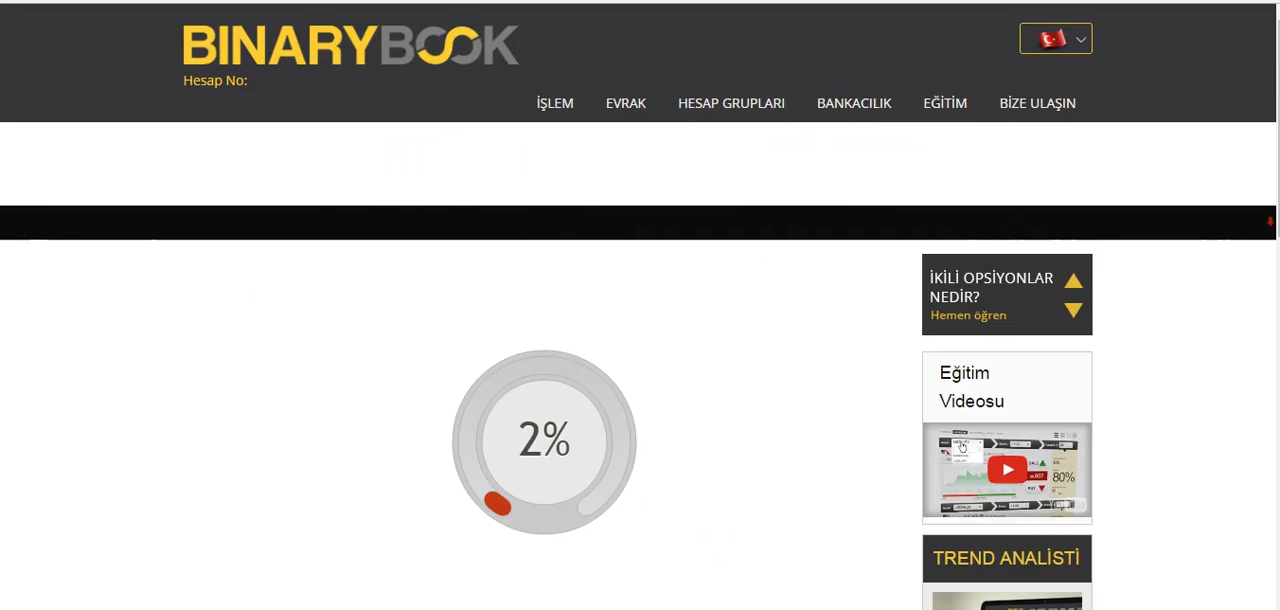 BINARYBOOK
Hesap No:
İŞLEM EVRAK HESAP GRUPLARI BANKACILIK EĞİTİM BİZE ULAŞIN
İKİLİ OPSİYONLAR
NEDİR?
Hemen öğren
2%
Eğitim
Videosu
80%
TREND ANALİSTİ